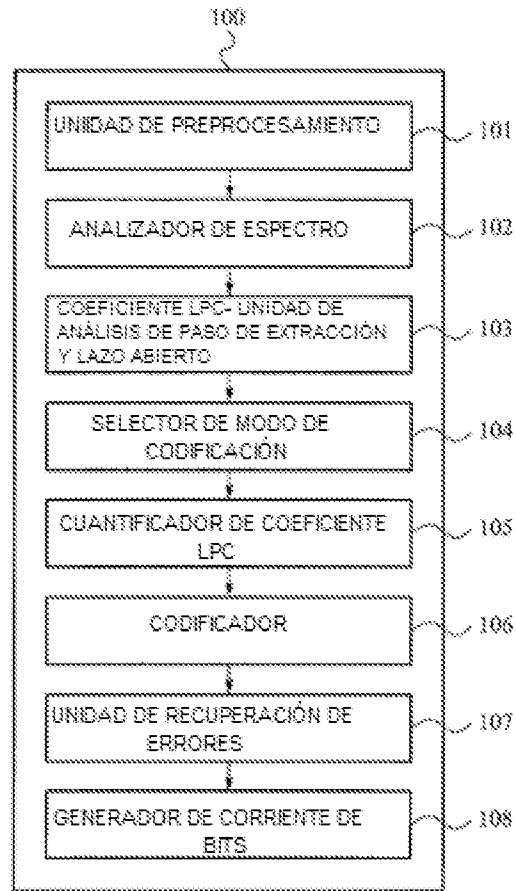 100
UNIIDAD DE PREPROCESAMIENTO
101
ANALIZADOR DE ESPECTRO
102
COEFICIENTE LPC- UNIDAD DE
ANÁLISIS DE PASO DE EXTRACCIÓN
Y LAZO ABIERTO
103
SELECTOR DE MODO DE
CODIFICACIÓN
104
CUANTIFICADOR DE COEFICIENTE
LPC
105
CODIFICADOR
106
UNIDAD DE RECUPERACIÓN DE
ERRORES
107
GENERADOR DE CORRIENTE DE
BITS
108